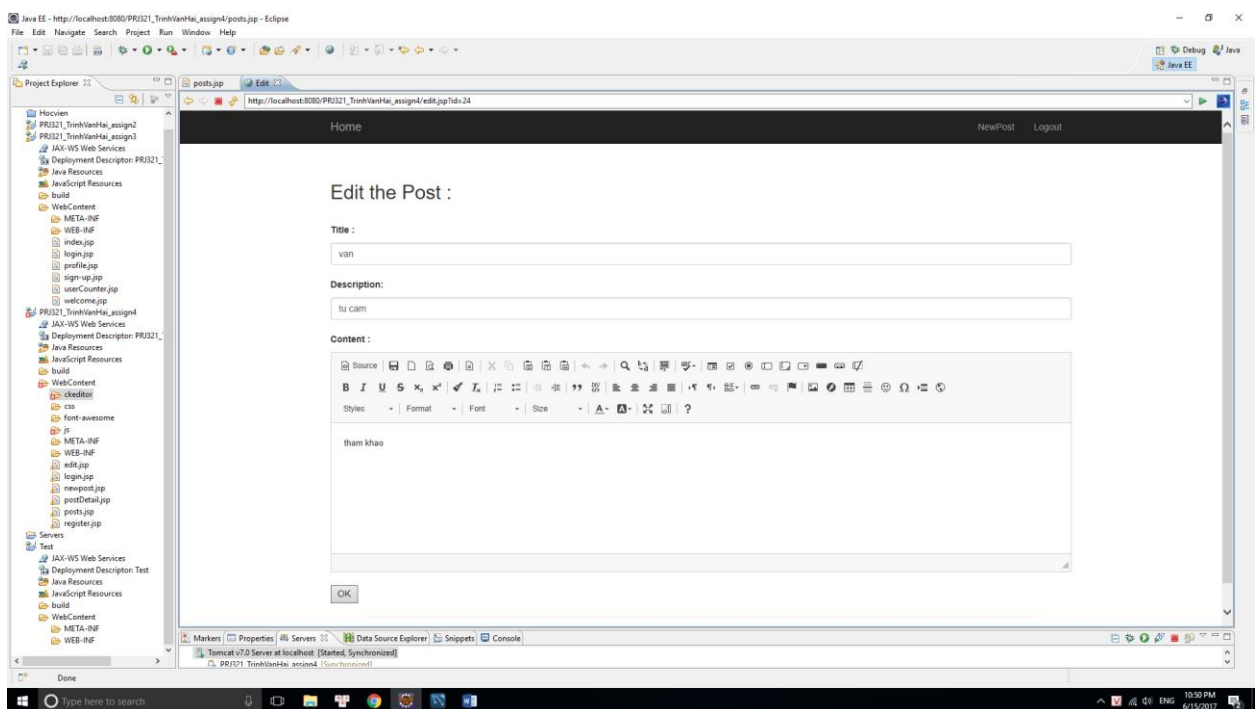 Java EE - http://localhost:8080/PRJ321_TrinhVanHai_assign4/posts.jsp - Eclipse
File Edit Navigate Search Project Run Window Help
Debug Java
Java EE
Project Explorer
posts.jsp Edit
http://localhost:8080/PRJ321_TrinhVanHai_assign4/edit.jsp?id=24
Hocvien
PRJ321_TrinhVanHai_assign2
PRJ321_TrinhVanHai_assign3
JAX-WS Web Services
Deployment Descriptor: PRJ321_
Java Resources
JavaScript Resources
build
WebContent
META-INF
WEB-INF
index.jsp
login.jsp
profile.jsp
sign-up.jsp
userCounter.jsp
welcome.jsp
PRJ321_TrinhVanHai_assign4
JAX-WS Web Services
Deployment Descriptor: PRJ321_
Java Resources
JavaScript Resources
build
WebContent
ckeditor
css
font-awesome
js
META-INF
WEB-INF
edit.jsp
login.jsp
newpost.jsp
postDetail.jsp
posts.jsp
register.jsp
Servers
Test
JAX-WS Web Services
Deployment Descriptor: Test
Java Resources
JavaScript Resources
build
WebContent
META-INF
WEB-INF
Home NewPost Logout
Edit the Post :
Title :
van
Description:
tu cam
Content :
Source
B I U S x₂ x² Iₓ
Styles Format Font Size A A ?
tham khao
OK
Markers Properties Servers Data Source Explorer Snippets Console
Tomcat v7.0 Server at localhost [Started, Synchronized]
PRJ321_TrinhVanHai_assign4 [Synchronized]
Done
Type here to search
V ENG 10:50 PM
6/15/2017